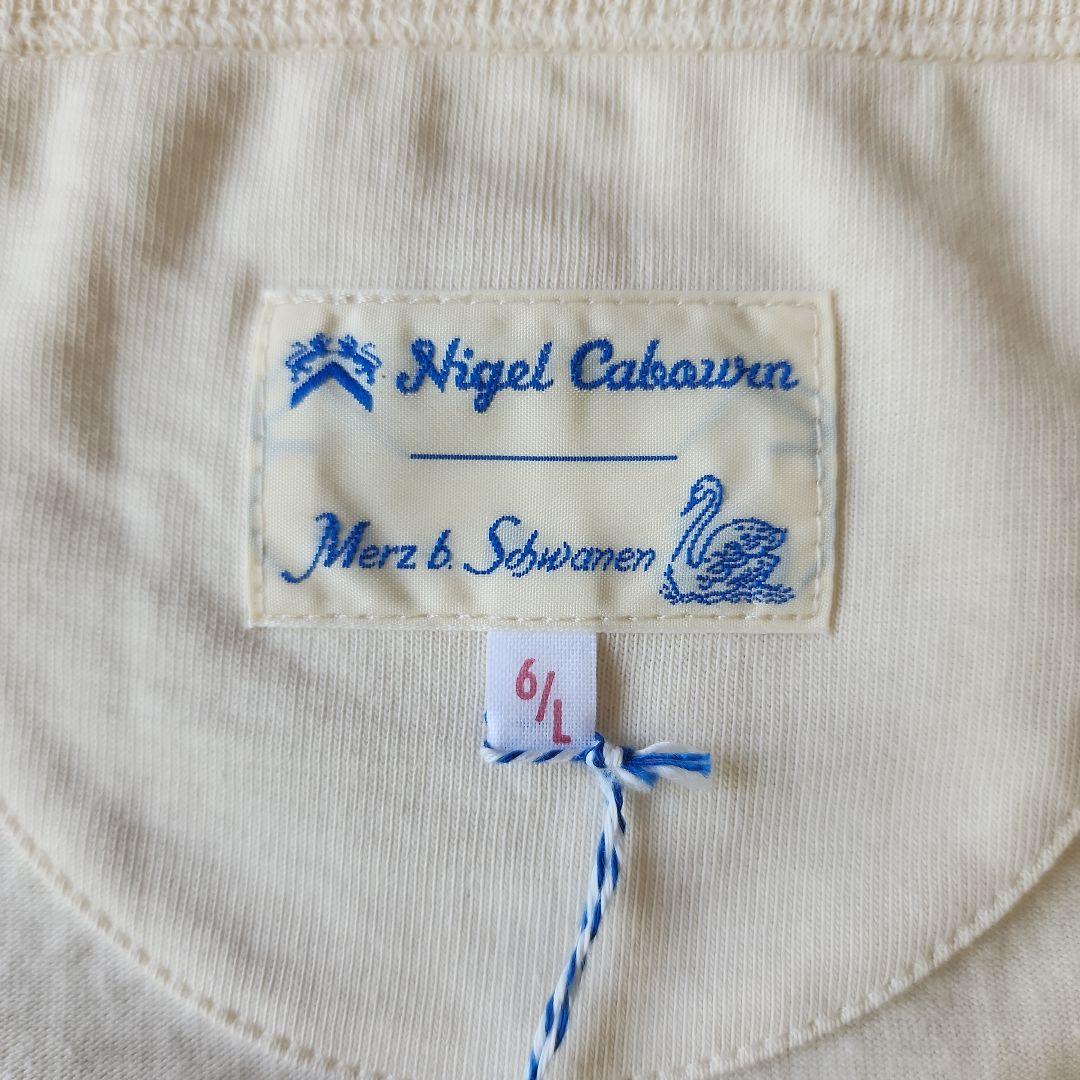 Nigel Cabourn
Merz b. Schwanen
6/L